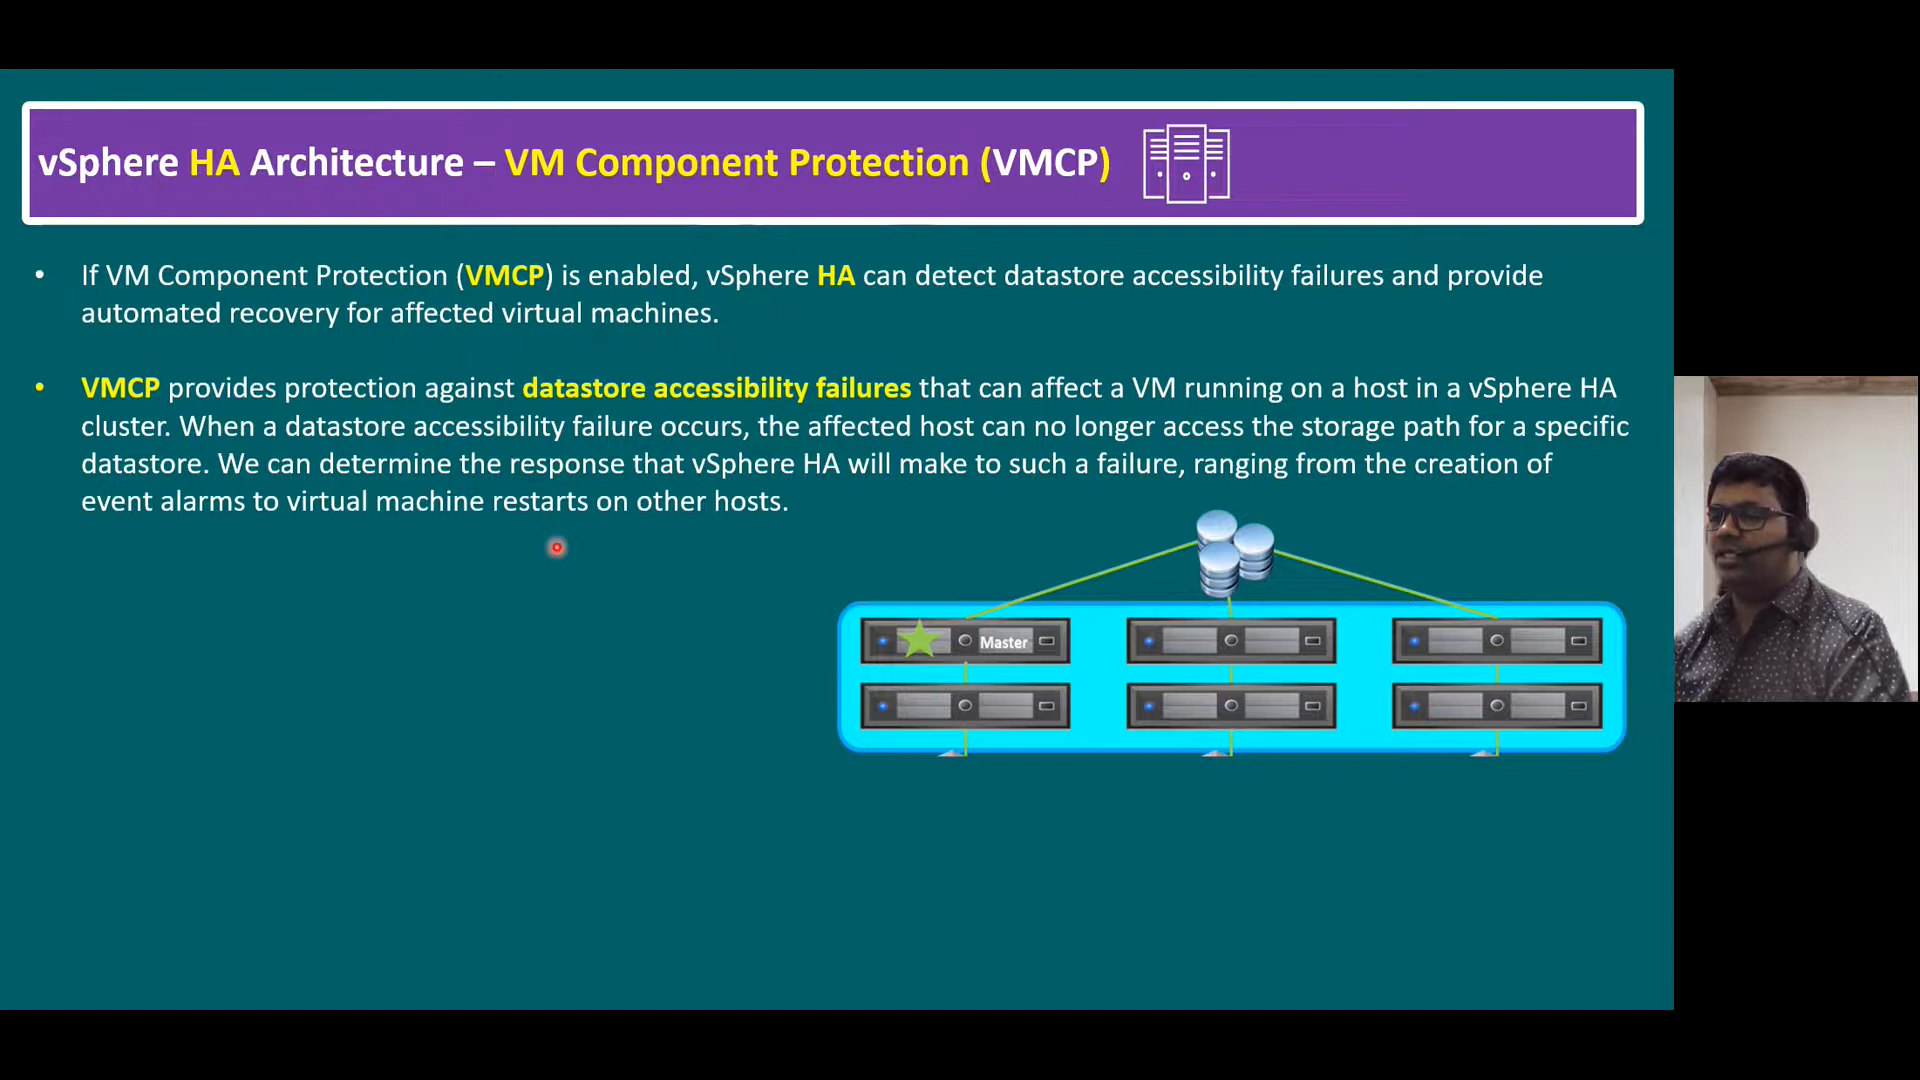 vSphere HA Architecture – VM Component Protection (VMCP)
• If VM Component Protection (VMCP) is enabled, vSphere HA can detect datastore accessibility failures and provide
automated recovery for affected virtual machines.
• VMCP provides protection against datastore accessibility failures that can affect a VM running on a host in a vSphere HA
cluster. When a datastore accessibility failure occurs, the affected host can no longer access the storage path for a specific
datastore. We can determine the response that vSphere HA will make to such a failure, ranging from the creation of
event alarms to virtual machine restarts on other hosts.
Master